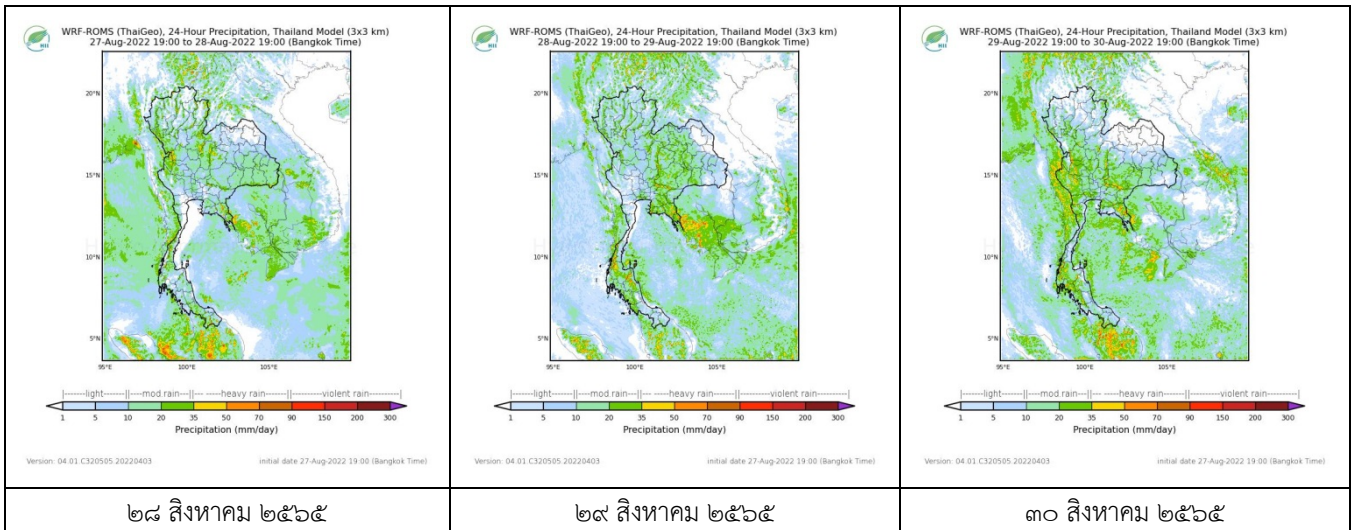 HII
WRF-ROMS (ThaiGeo), 24-Hour Precipitation, Thailand Model (3x3 km)
27-Aug-2022 19:00 to 28-Aug-2022 19:00 (Bangkok Time)
20°N
15°N
10°N
5°N
95°E 100°E 105°E
|------light------||---mod.rain---||--- ---heavy rain---||------violent rain------|
1 5 10 20 35 50 70 90 150 200 300
Precipitation (mm/day)
Version: 04.01.C320505.20220403 initial date 27-Aug-2022 19:00 (Bangkok Time)
๒๘ สิงหาคม ๒๕๖๕
HII
WRF-ROMS (ThaiGeo), 24-Hour Precipitation, Thailand Model (3x3 km)
28-Aug-2022 19:00 to 29-Aug-2022 19:00 (Bangkok Time)
20°N
15°N
10°N
5°N
95°E 100°E 105°E
|------light------||---mod.rain---||--- ---heavy rain---||------violent rain------|
1 5 10 20 35 50 70 90 150 200 300
Precipitation (mm/day)
Version: 04.01.C320505.20220403 initial date 27-Aug-2022 19:00 (Bangkok Time)
๒๙ สิงหาคม ๒๕๖๕
HII
WRF-ROMS (ThaiGeo), 24-Hour Precipitation, Thailand Model (3x3 km)
29-Aug-2022 19:00 to 30-Aug-2022 19:00 (Bangkok Time)
20°N
15°N
10°N
5°N
95°E 100°E 105°E
|------light------||---mod.rain---||--- ---heavy rain---||------violent rain------|
1 5 10 20 35 50 70 90 150 200 300
Precipitation (mm/day)
Version: 04.01.C320505.20220403 initial date 27-Aug-2022 19:00 (Bangkok Time)
๓๐ สิงหาคม ๒๕๖๕